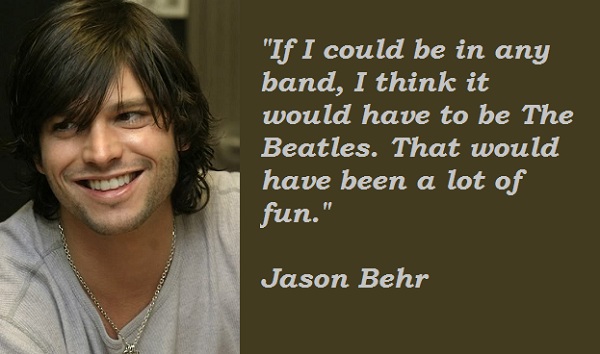 "If I could be in any
band, I think it
would have to be The
Beatles. That would
have been a lot of
fun."
Jason Behr